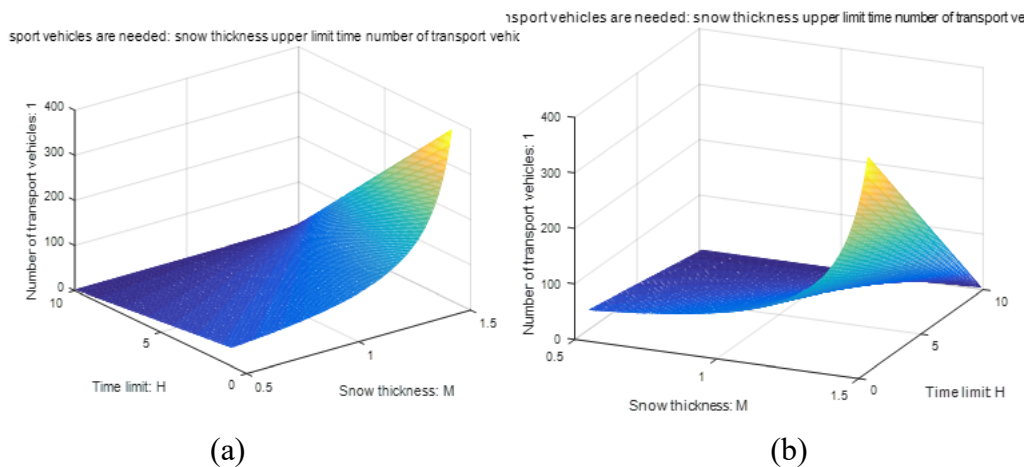 sport vehicles are needed: snow thickness upper limit time number of transport vehic
400
300
200
100
0
Number of transport vehicles: 1
10
5
0
Time limit: H
0.5
1
1.5
Snow thickness: M
(a)
nsport vehicles are needed: snow thickness upper limit time number of transport ve
400
300
200
100
0
Number of transport vehicles: 1
0.5
1
1.5
Snow thickness: M
0
5
10
Time limit: H
(b)